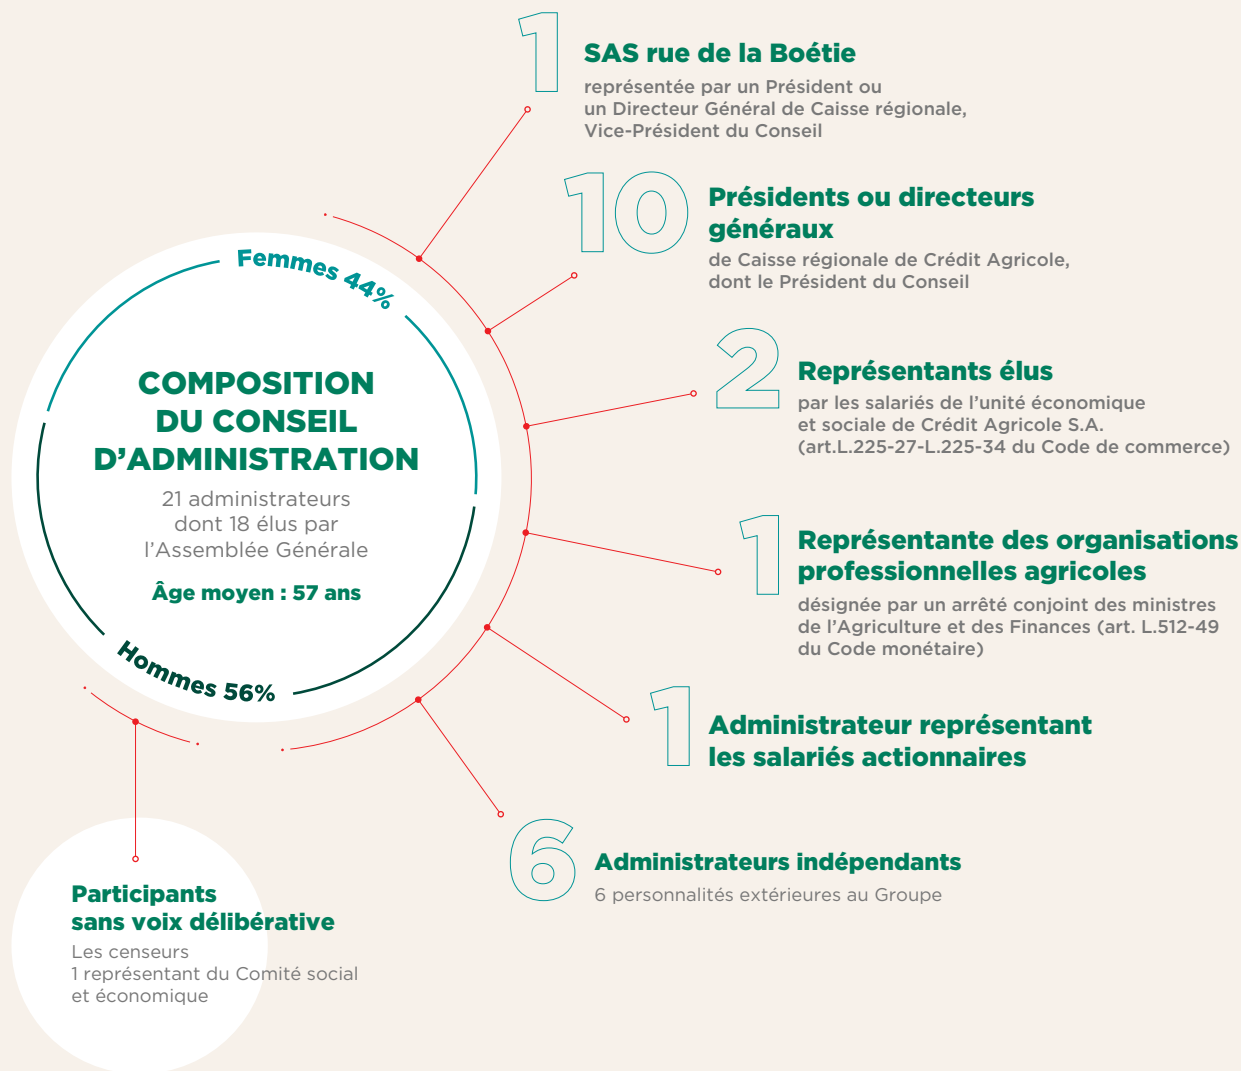 1
SAS rue de la Boétie
représentée par un Président ou
un Directeur Général de Caisse régionale,
Vice-Président du Conseil
10
Présidents ou directeurs
généraux
de Caisse régionale de Crédit Agricole,
dont le Président du Conseil
Femmes 44%
COMPOSITION
DU CONSEIL
D’ADMINISTRATION
21 administrateurs
dont 18 élus par
l’Assemblée Générale
Âge moyen : 57 ans
Hommes 56%
2
Représentants élus
par les salariés de l’unité économique
et sociale de Crédit Agricole S.A.
(art.L.225-27-L.225-34 du Code de commerce)
1
Représentante des organisations
professionnelles agricoles
désignée par un arrêté conjoint des ministres
de l’Agriculture et des Finances (art. L.512-49
du Code monétaire)
1
Administrateur représentant
les salariés actionnaires
6
Administrateurs indépendants
6 personnalités extérieures au Groupe
Participants
sans voix délibérative
Les censeurs
1 représentant du Comité social
et économique